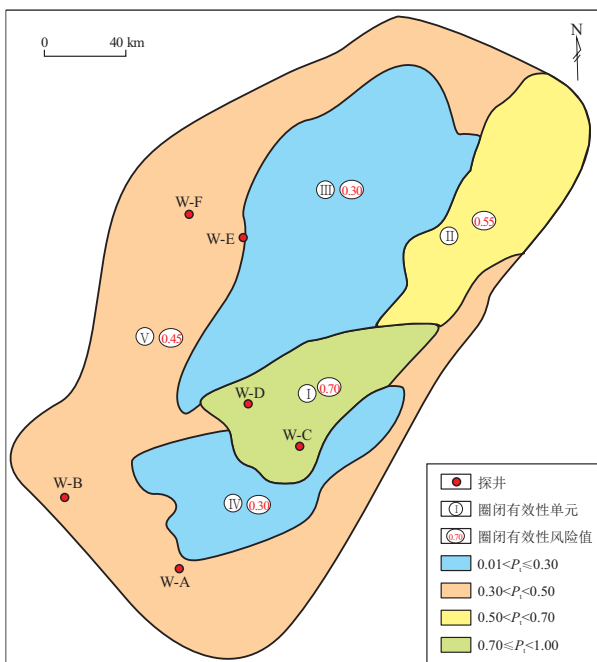 0 40 km
N
Ⅲ 0.30
W-F
Ⅱ 0.55
W-E
Ⅴ 0.45
Ⅰ 0.70
W-D
W-C
W-B
Ⅳ 0.30
W-A
探井
Ⅰ 圈闭有效性单元
0.70 圈闭有效性风险值
0.01<Pt≤0.30
0.30<Pt<0.50
0.50<Pt<0.70
0.70≤Pt<1.00